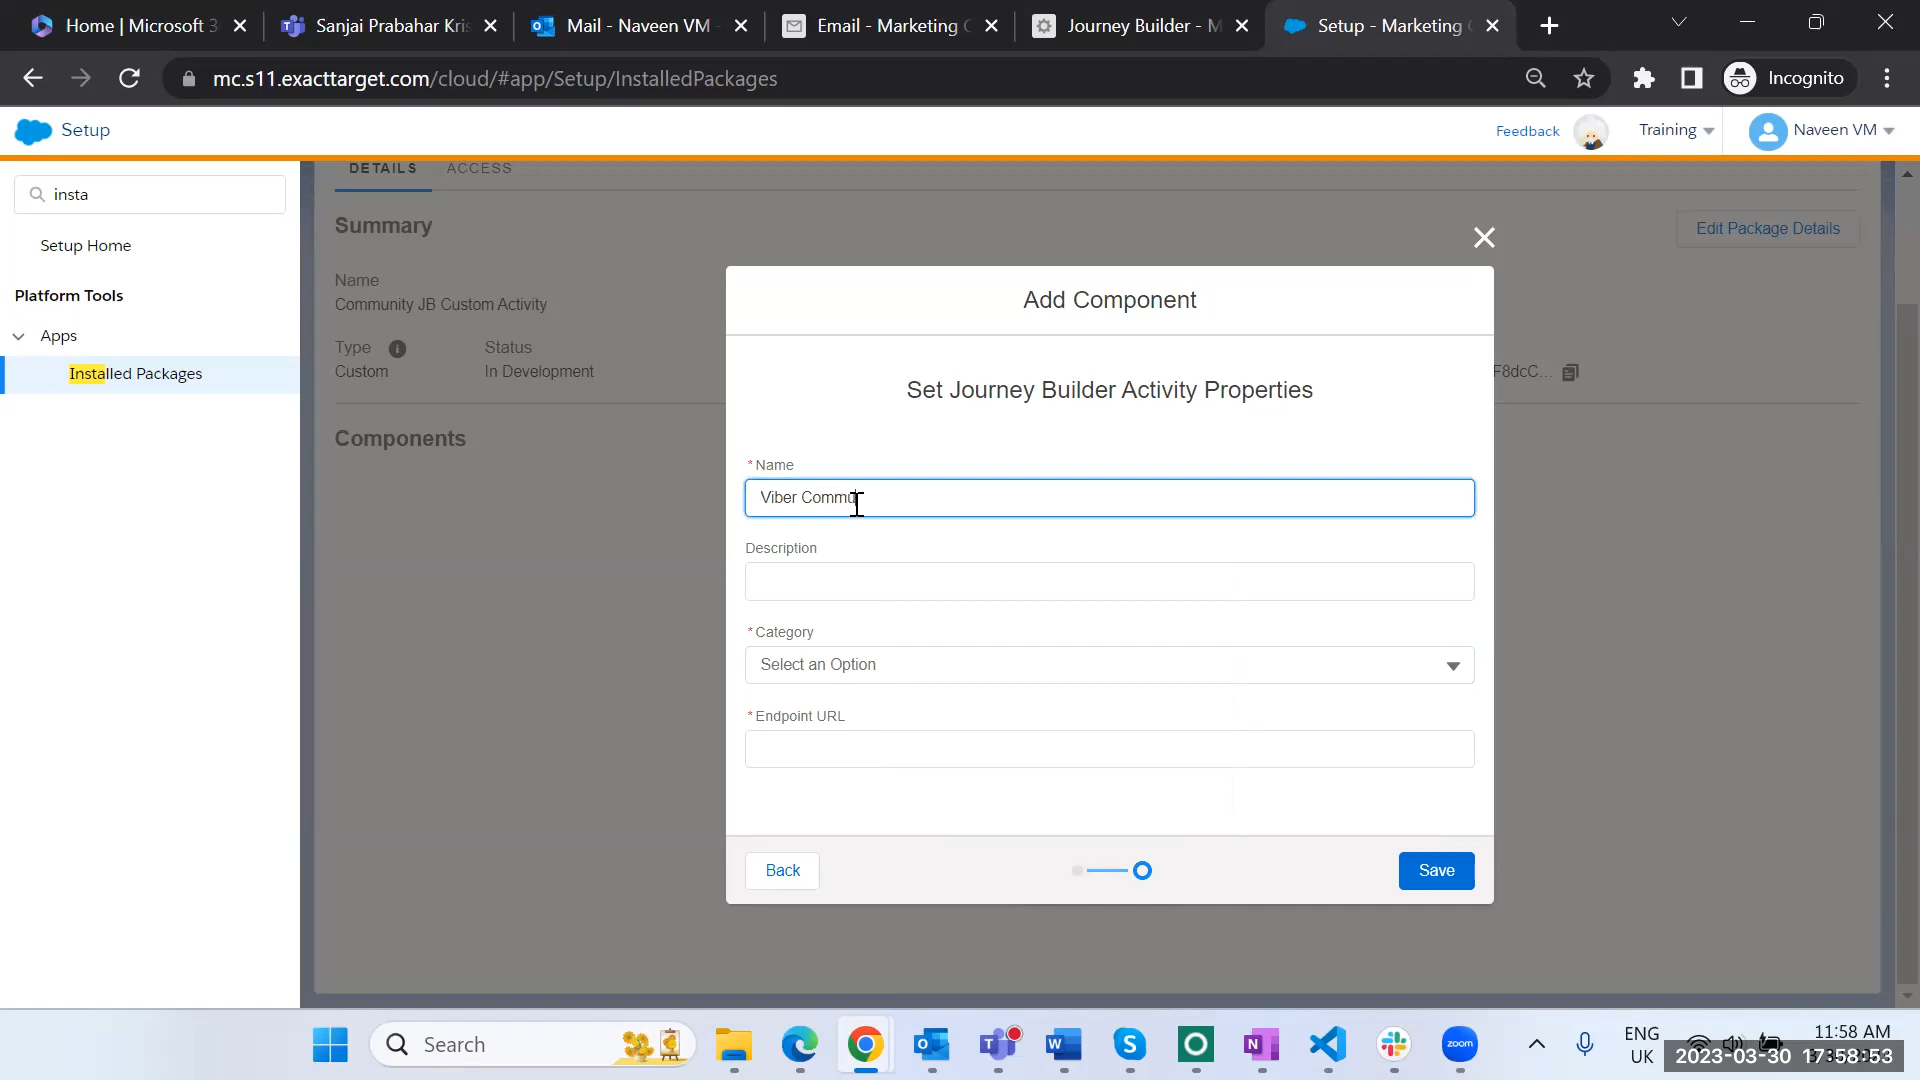 Home | Microsoft 3
Sanjai Prabahar Kris
Mail - Naveen VM -
Email - Marketing C
Journey Builder - M
Setup - Marketing C
mc.s11.exacttarget.com/cloud/#app/Setup/InstalledPackages
Incognito
Setup
Feedback
Training
Naveen VM
insta
Setup Home
Platform Tools
Apps
Installed Packages
DETAILS
ACCESS
Summary
Edit Package Details
Name
Community JB Custom Activity
Type
Status
Custom
In Development
F8dcC...
Components
Add Component
Set Journey Builder Activity Properties
* Name
Viber Commu
Description
* Category
Select an Option
* Endpoint URL
Back
Save
Search
zoom
ENG
UK
11:58 AM
2023-03-30 17:58:53